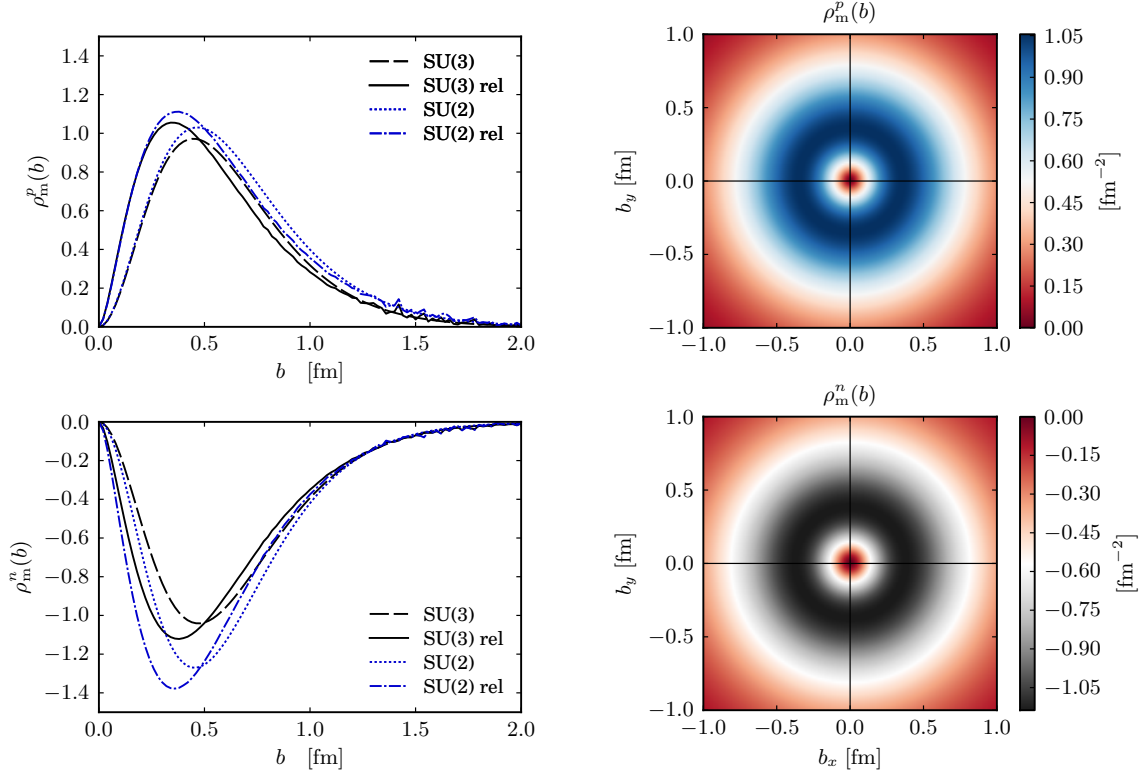 1.4
1.2
1.0
0.8
0.6
0.4
0.2
0.0
ρₘᵖ(b)
SU(3)
SU(3) rel
SU(2)
SU(2) rel
0.0 0.5 1.0 1.5 2.0
b [fm]
ρₘᵖ(b)
1.0
0.5
0.0
−0.5
−1.0
b_y [fm]
−1.0 −0.5 0.0 0.5 1.0
1.05
0.90
0.75
0.60
0.45
0.30
0.15
0.00
[fm⁻²]
0.0
−0.2
−0.4
−0.6
−0.8
−1.0
−1.2
−1.4
ρₘⁿ(b)
SU(3)
SU(3) rel
SU(2)
SU(2) rel
0.0 0.5 1.0 1.5 2.0
b [fm]
ρₘⁿ(b)
1.0
0.5
0.0
−0.5
−1.0
b_y [fm]
−1.0 −0.5 0.0 0.5 1.0
b_x [fm]
0.00
−0.15
−0.30
−0.45
−0.60
−0.75
−0.90
−1.05
[fm⁻²]